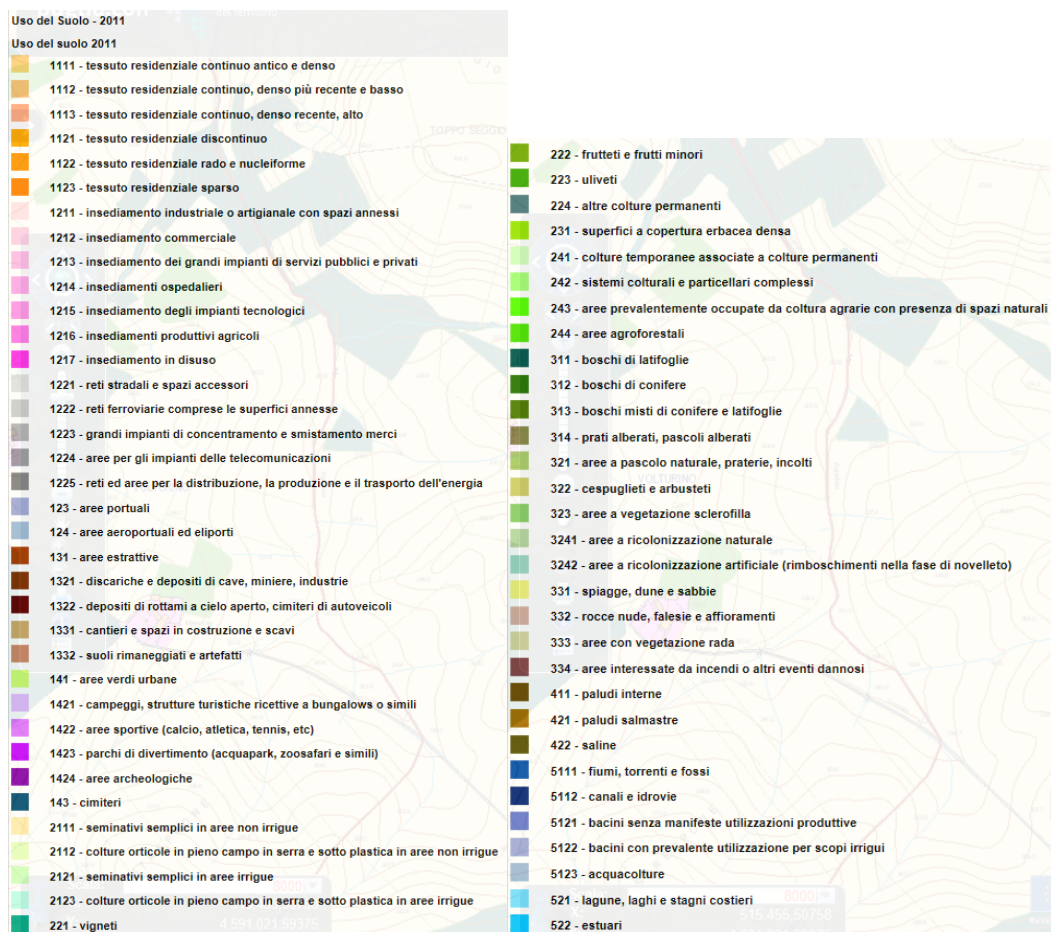 Uso del Suolo - 2011
Uso del suolo 2011
1111 - tessuto residenziale continuo antico e denso
1112 - tessuto residenziale continuo, denso più recente e basso
1113 - tessuto residenziale continuo, denso recente, alto
1121 - tessuto residenziale discontinuo
1122 - tessuto residenziale rado e nucleiforme
1123 - tessuto residenziale sparso
1211 - insediamento industriale o artigianale con spazi annessi
1212 - insediamento commerciale
1213 - insediamento dei grandi impianti di servizi pubblici e privati
1214 - insediamenti ospedalieri
1215 - insediamento degli impianti tecnologici
1216 - insediamenti produttivi agricoli
1217 - insediamento in disuso
1221 - reti stradali e spazi accessori
1222 - reti ferroviarie comprese le superfici annesse
1223 - grandi impianti di concentramento e smistamento merci
1224 - aree per gli impianti delle telecomunicazioni
1225 - reti ed aree per la distribuzione, la produzione e il trasporto dell'energia
123 - aree portuali
124 - aree aeroportuali ed eliporti
131 - aree estrattive
1321 - discariche e depositi di cave, miniere, industrie
1322 - depositi di rottami a cielo aperto, cimiteri di autoveicoli
1331 - cantieri e spazi in costruzione e scavi
1332 - suoli rimaneggiati e artefatti
141 - aree verdi urbane
1421 - campeggi, strutture turistiche ricettive a bungalows o simili
1422 - aree sportive (calcio, atletica, tennis, etc)
1423 - parchi di divertimento (acquapark, zoosafari e simili)
1424 - aree archeologiche
143 - cimiteri
2111 - seminativi semplici in aree non irrigue
2112 - colture orticole in pieno campo in serra e sotto plastica in aree non irrigue
2121 - seminativi semplici in aree irrigue
2123 - colture orticole in pieno campo in serra e sotto plastica in aree irrigue
221 - vigneti
222 - frutteti e frutti minori
223 - uliveti
224 - altre colture permanenti
231 - superfici a copertura erbacea densa
241 - colture temporanee associate a colture permanenti
242 - sistemi colturali e particellari complessi
243 - aree prevalentemente occupate da coltura agrarie con presenza di spazi naturali
244 - aree agroforestali
311 - boschi di latifoglie
312 - boschi di conifere
313 - boschi misti di conifere e latifoglie
314 - prati alberati, pascoli alberati
321 - aree a pascolo naturale, praterie, incolti
322 - cespuglieti e arbusteti
323 - aree a vegetazione sclerofilla
3241 - aree a ricolonizzazione naturale
3242 - aree a ricolonizzazione artificiale (rimboschimenti nella fase di novelleto)
331 - spiagge, dune e sabbie
332 - rocce nude, falesie e affioramenti
333 - aree con vegetazione rada
334 - aree interessate da incendi o altri eventi dannosi
411 - paludi interne
421 - paludi salmastre
422 - saline
5111 - fiumi, torrenti e fossi
5112 - canali e idrovie
5121 - bacini senza manifeste utilizzazioni produttive
5122 - bacini con prevalente utilizzazione per scopi irrigui
5123 - acquacolture
521 - lagune, laghi e stagni costieri
522 - estuari
TOPPO SEGGIO
VOLTURINO
Scala:
8000
X:
4.591.021,59375
Scala:
8000
X:
515.455,50758